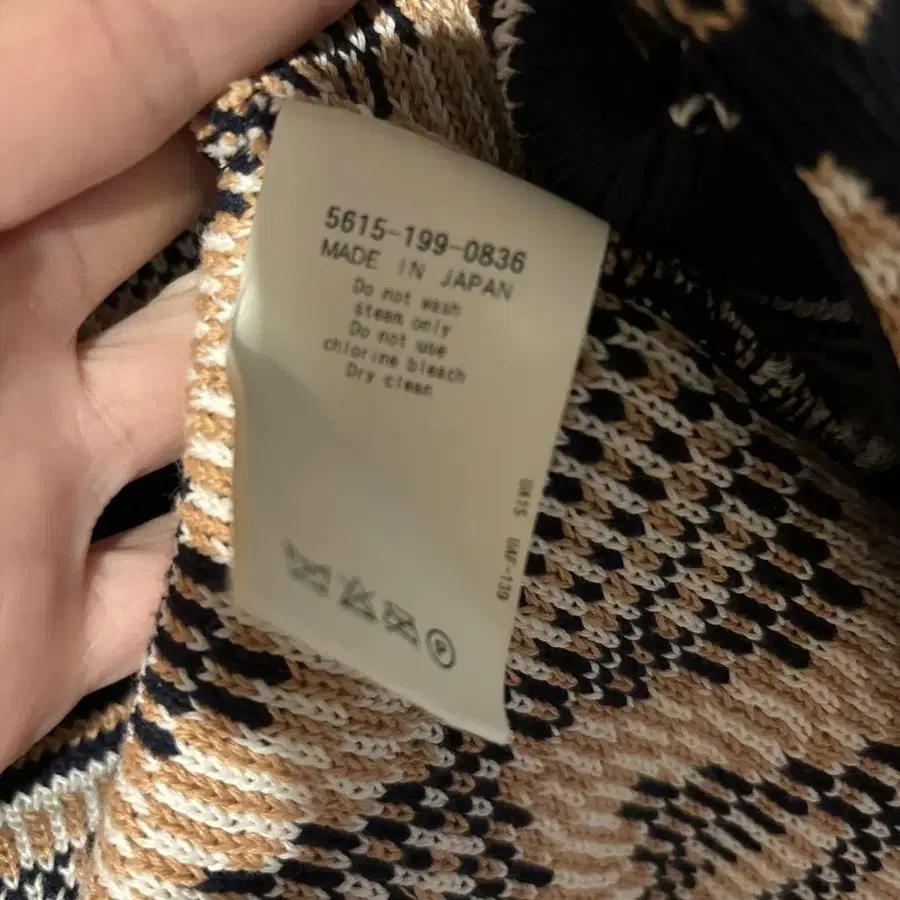 5615-199-0836
MADE IN JAPAN
Do not wash
steam only
Do not use
chlorine bleach
Dry clean